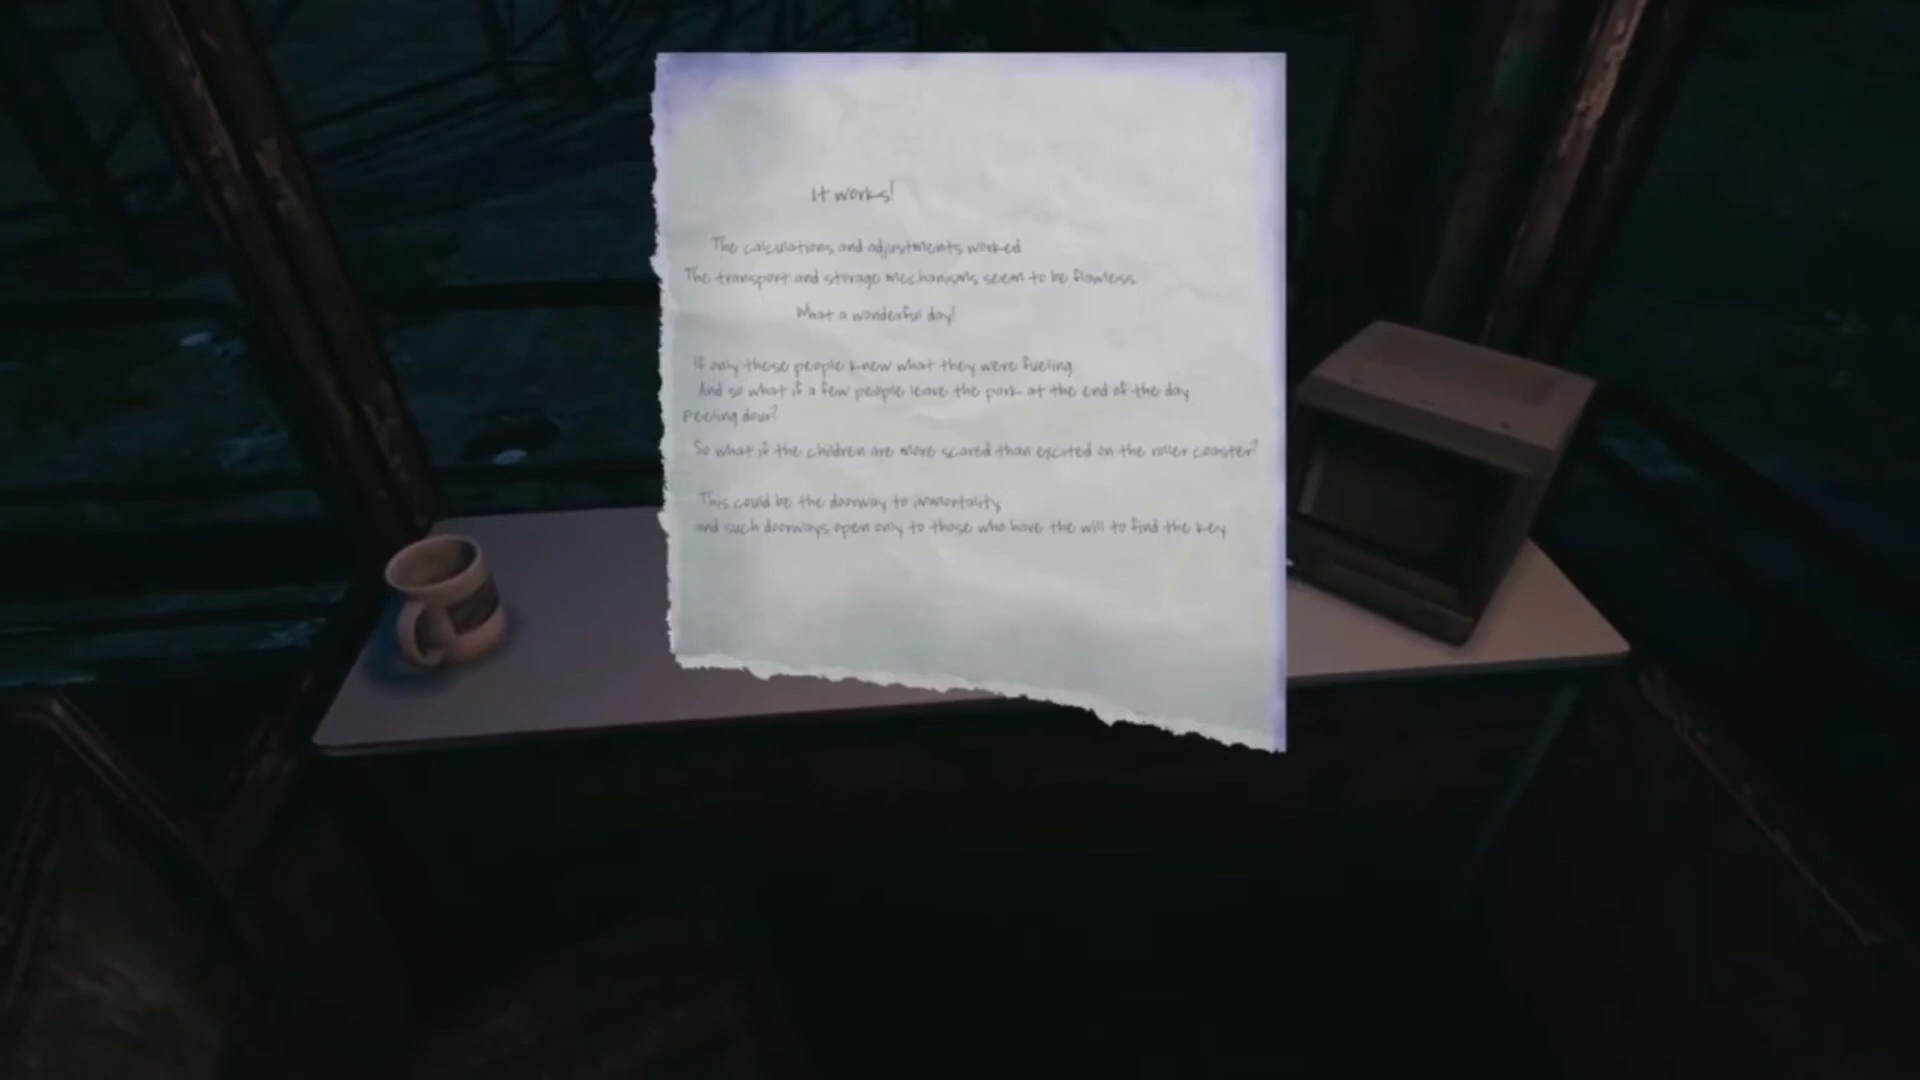 It works!
The calculations and adjustments worked
The transport and storage mechanisms seem to be flawless.
What a wonderful day!
If only these people knew what they were fueling.
And so what if a few people leave the park at the end of the day
feeling dour?
So what if the children are more scared than excited on the roller coaster?
This could be the doorway to immortality,
and such doorways open only to those who have the will to find the key.